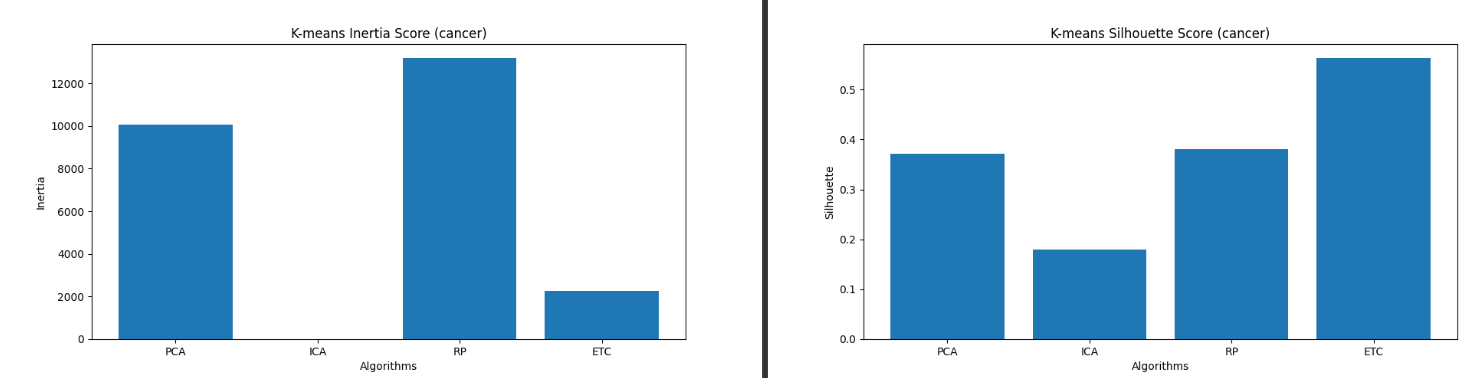 K-means Inertia Score (cancer)
12000
10000
8000
6000
4000
2000
0
Inertia
PCA ICA RP ETC
Algorithms
K-means Silhouette Score (cancer)
0.5
0.4
0.3
0.2
0.1
0.0
Silhouette
PCA ICA RP ETC
Algorithms